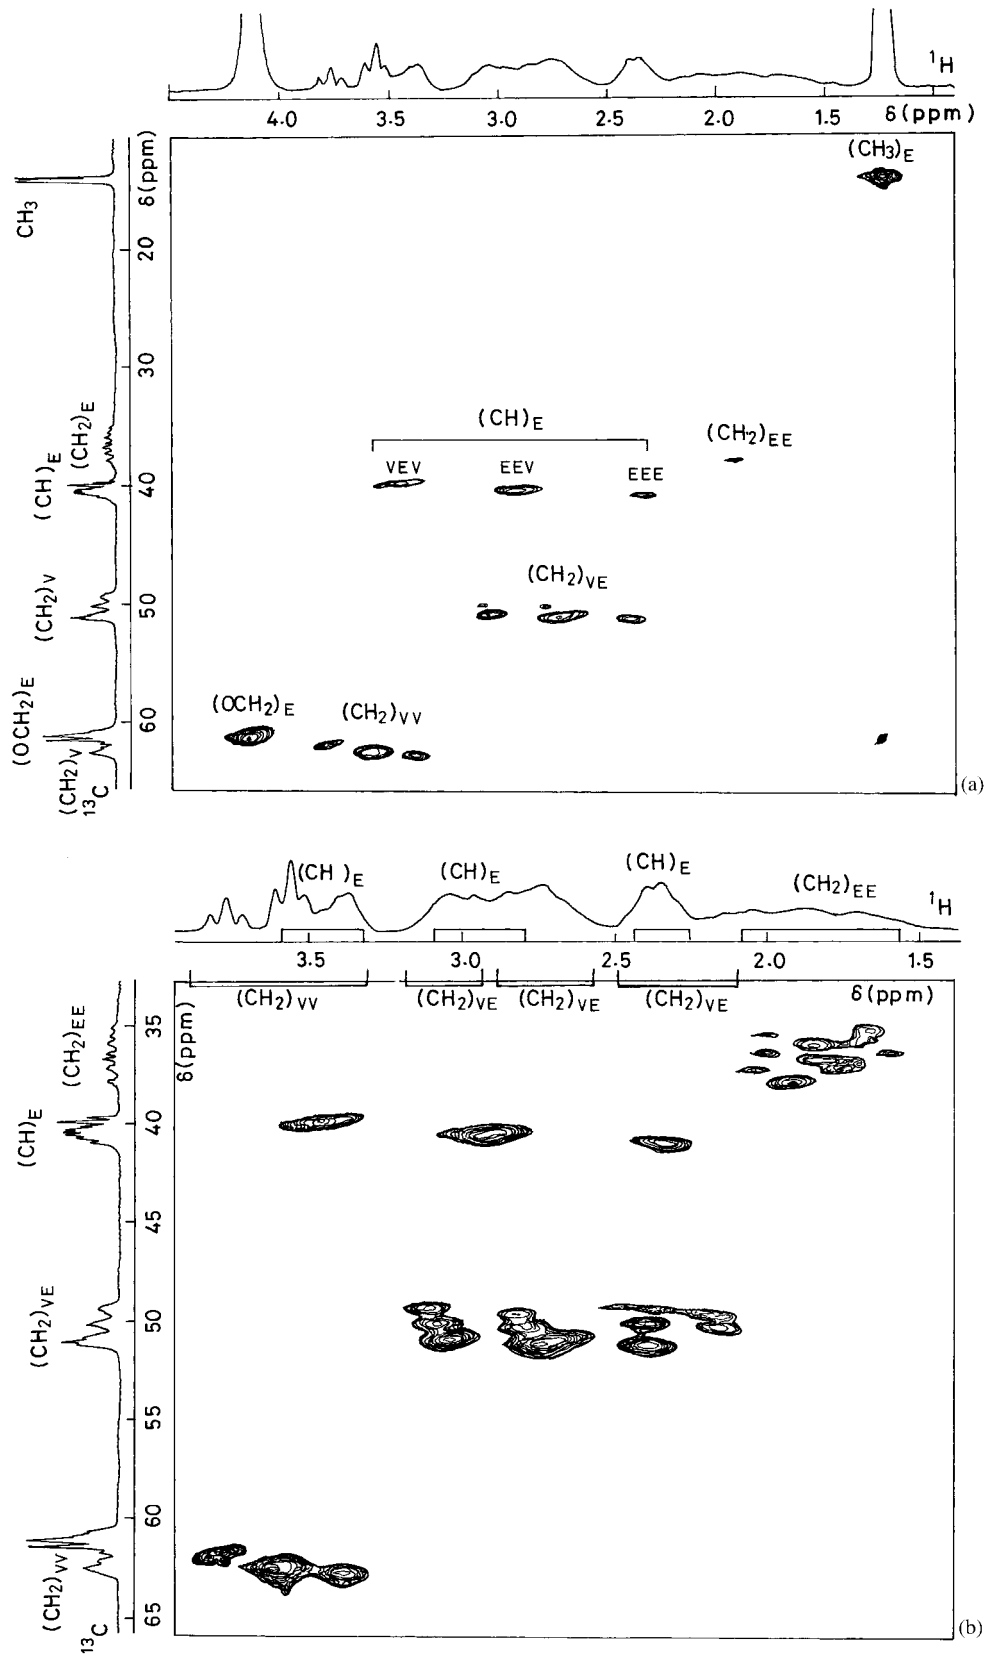 ¹H
4.0 3.5 3.0 2.5 2.0 1.5 δ(ppm)
δ(ppm)
20
30
40
50
60
CH₃
(CH₂)E
(CH)E
(CH₂)V
(OCH₂)E
(CH₂)V
¹³C
(CH3)E
(CH)E
(CH₂)EE
VEV EEV EEE
(CH₂)VE
(OCH₂)E (CH₂)VV
(a)
(CH )E (CH)E (CH)E (CH₂)EE ¹H
3.5 3.0 2.5 2.0 1.5
(CH₂)VV (CH₂)VE (CH₂)VE (CH₂)VE δ(ppm)
δ(ppm)
35
40
45
50
55
60
65
(CH₂)EE
(CH)E
(CH₂)VE
(CH₂)VV
¹³C
(b)